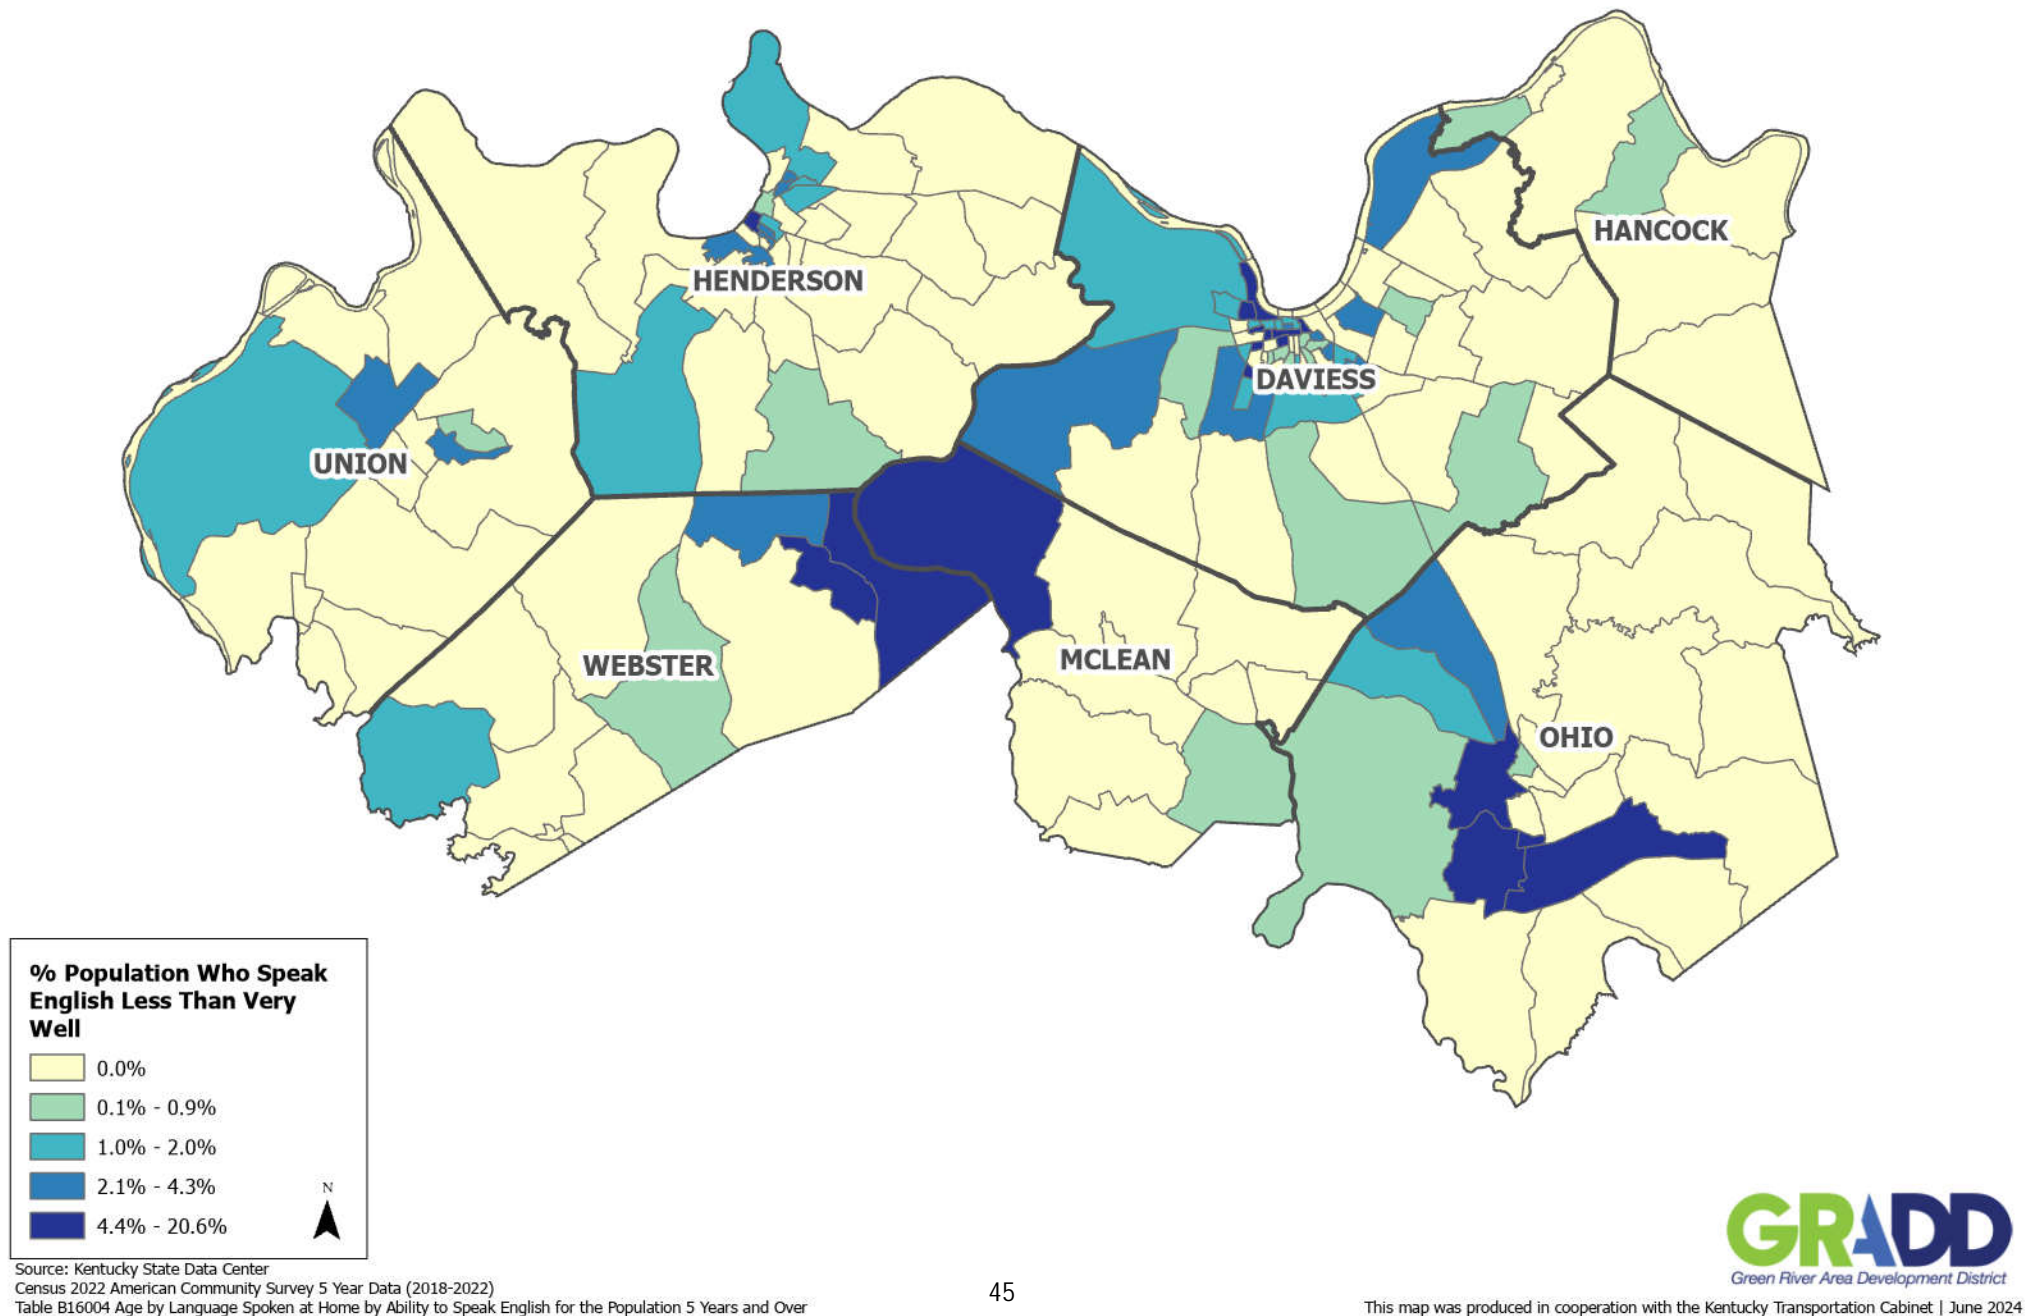 HANCOCK
HENDERSON
DAVIESS
UNION
WEBSTER
MCLEAN
OHIO
% Population Who Speak
English Less Than Very
Well
0.0%
0.1% - 0.9%
1.0% - 2.0%
2.1% - 4.3%
4.4% - 20.6%
N
GRADD
Green River Area Development District
Source: Kentucky State Data Center
Census 2022 American Community Survey 5 Year Data (2018-2022)
Table B16004 Age by Language Spoken at Home by Ability to Speak English for the Population 5 Years and Over
45
This map was produced in cooperation with the Kentucky Transportation Cabinet | June 2024